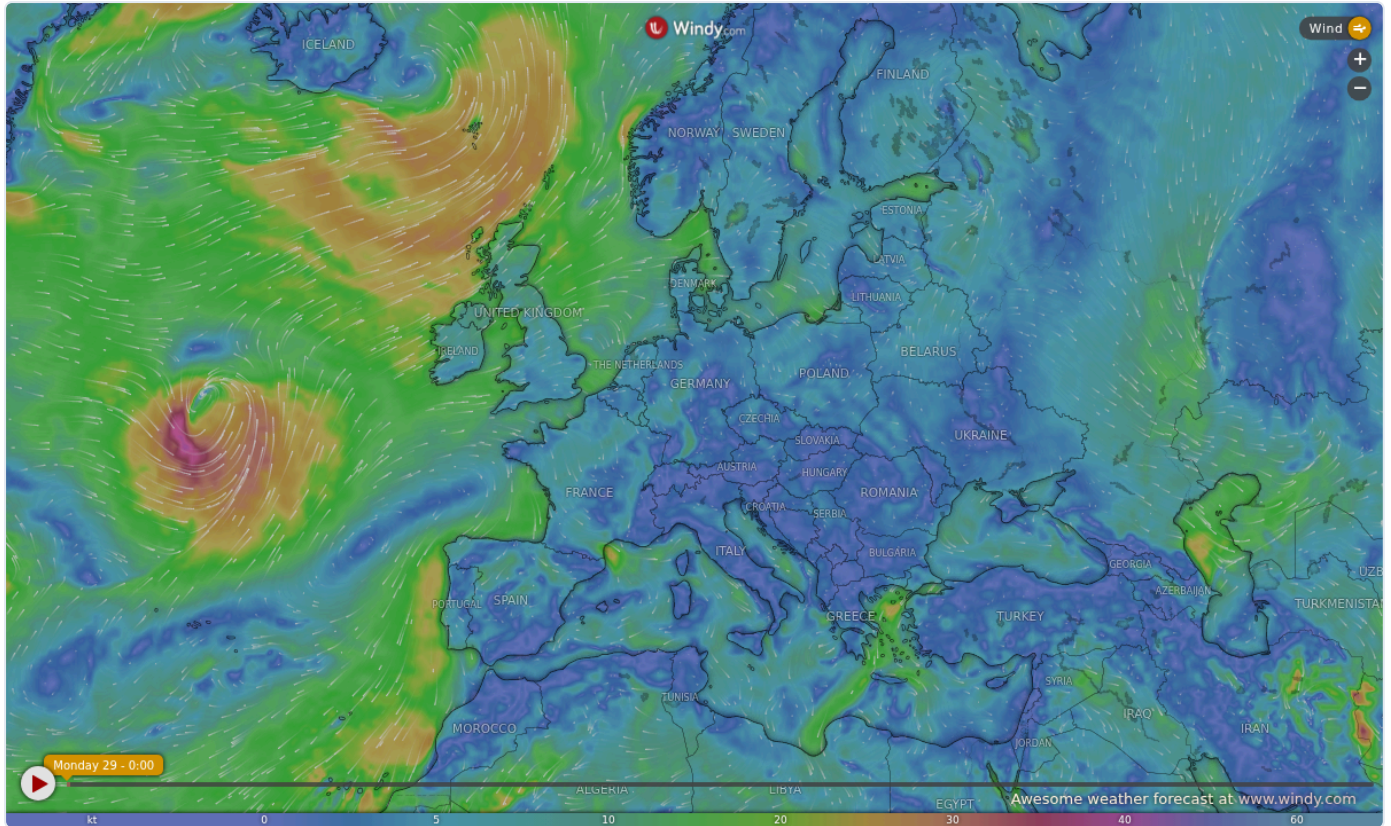 ICELAND
Windy.com
Wind
+
−
FINLAND
NORWAY
SWEDEN
ESTONIA
LATVIA
DENMARK
LITHUANIA
UNITED KINGDOM
IRELAND
THE NETHERLANDS
BELARUS
GERMANY
POLAND
CZECHIA
UKRAINE
SLOVAKIA
AUSTRIA
HUNGARY
FRANCE
ROMANIA
CROATIA
SERBIA
ITALY
BULGARIA
GEORGIA
UZB
AZERBAIJAN
PORTUGAL
SPAIN
TURKMENISTAN
GREECE
TURKEY
SYRIA
TUNISIA
IRAQ
MOROCCO
IRAN
JORDAN
Monday 29 - 0:00
ALGERIA
LIBYA
EGYPT
Awesome weather forecast at www.windy.com
kt 0 5 10 20 30 40 60